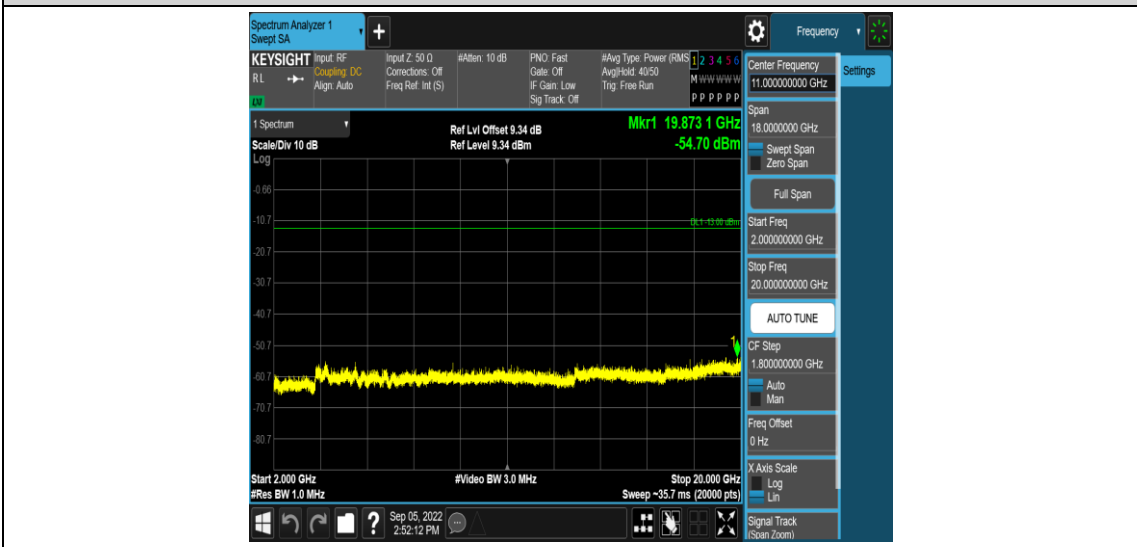 Spectrum Analyzer 1
Swept SA
+
Frequency
KEYSIGHT
RL
Input: RF
Coupling: DC
Align: Auto
Input Z: 50 Ω
Corrections: Off
Freq Ref: Int (S)
#Atten: 10 dB
PNO: Fast
Gate: Off
IF Gain: Low
Sig Track: Off
#Avg Type: Power (RMS
Avg|Hold: 40/50
Trig: Free Run
1 2 3 4 5 6
M W W W W W
P P P P P P
1 Spectrum
Scale/Div 10 dB
Log
Ref Lvl Offset 9.34 dB
Ref Level 9.34 dBm
Mkr1 19.873 1 GHz
-54.70 dBm
-0.66
-10.7
-20.7
-30.7
-40.7
-50.7
-60.7
-70.7
-80.7
DL1 -13.00 dBm
1
Start 2.000 GHz
#Res BW 1.0 MHz
#Video BW 3.0 MHz
Stop 20.000 GHz
Sweep ~35.7 ms (20000 pts)
?
Sep 05, 2022
2:52:12 PM
Center Frequency
11.000000000 GHz
Settings
Span
18.0000000 GHz
Swept Span
Zero Span
Full Span
Start Freq
2.000000000 GHz
Stop Freq
20.000000000 GHz
AUTO TUNE
CF Step
1.800000000 GHz
Auto
Man
Freq Offset
0 Hz
X Axis Scale
Log
Lin
Signal Track
(Span Zoom)